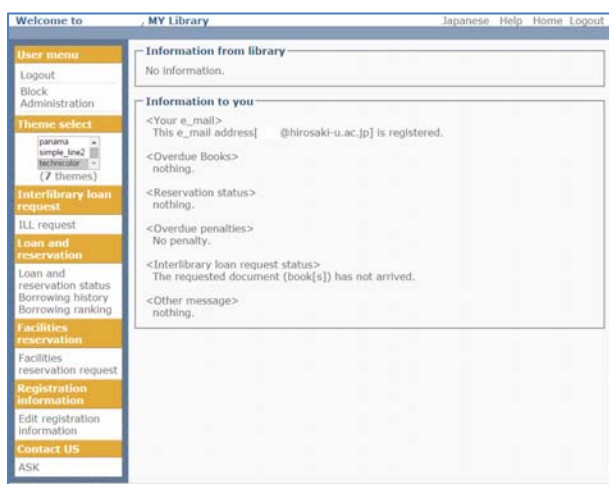 Welcome to , MY Library
Japanese Help Home Logout
User menu
Logout
Block
Administration
Theme select
panama
simple_line2
technicolor
(7 themes)
Interlibrary loan
request
ILL request
Loan and
reservation
Loan and
reservation status
Borrowing history
Borrowing ranking
Facilities
reservation
Facilities
reservation request
Registration
information
Edit registration
information
Contact US
ASK
Information from library
No information.
Information to you
<Your e_mail>
This e_mail address[ @hirosaki-u.ac.jp] is registered.
<Overdue Books>
nothing.
<Reservation status>
nothing.
<Overdue penalties>
No penalty.
<Interlibrary loan request status>
The requested document (book[s]) has not arrived.
<Other message>
nothing.